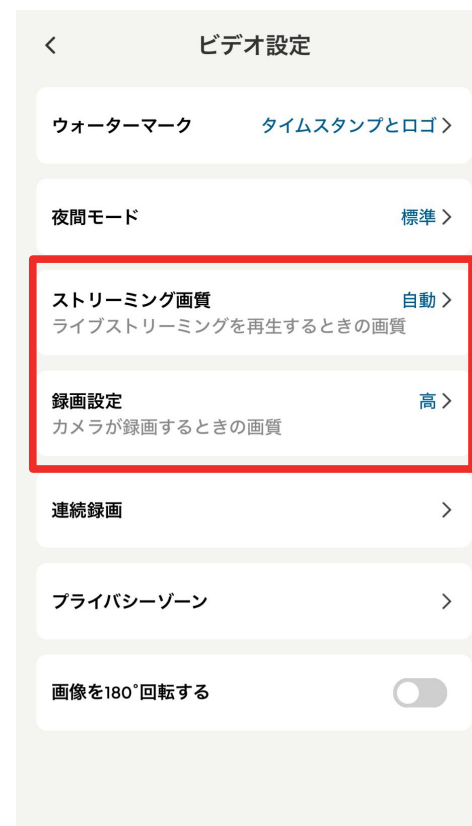 ビデオ設定
ウォーターマーク タイムスタンプとロゴ
夜間モード 標準
ストリーミング画質 自動
ライブストリーミングを再生するときの画質
録画設定 高
カメラが録画するときの画質
連続録画
プライバシーゾーン
画像を180°回転する